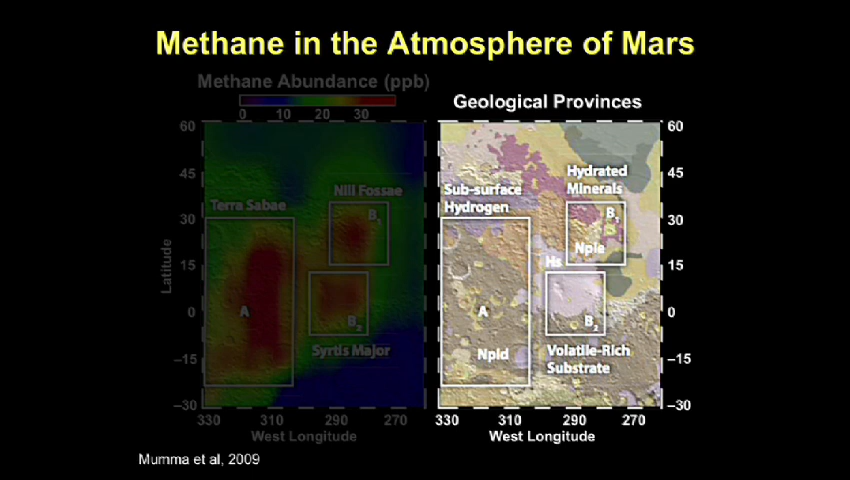 Methane in the Atmosphere of Mars
Methane Abundance (ppb)
0 10 20 30
60
45
30
15
0
–15
–30
Latitude
Terra Sabae
Nili Fossae
B1
A
B2
Syrtis Major
330 310 290 270
West Longitude
Geological Provinces
Sub-surface
Hydrogen
Hydrated
Minerals
B1
Nple
Hs
A
B2
Npld
Volatile-Rich
Substrate
60
45
30
15
0
–15
–30
330 310 290 270
West Longitude
Mumma et al, 2009